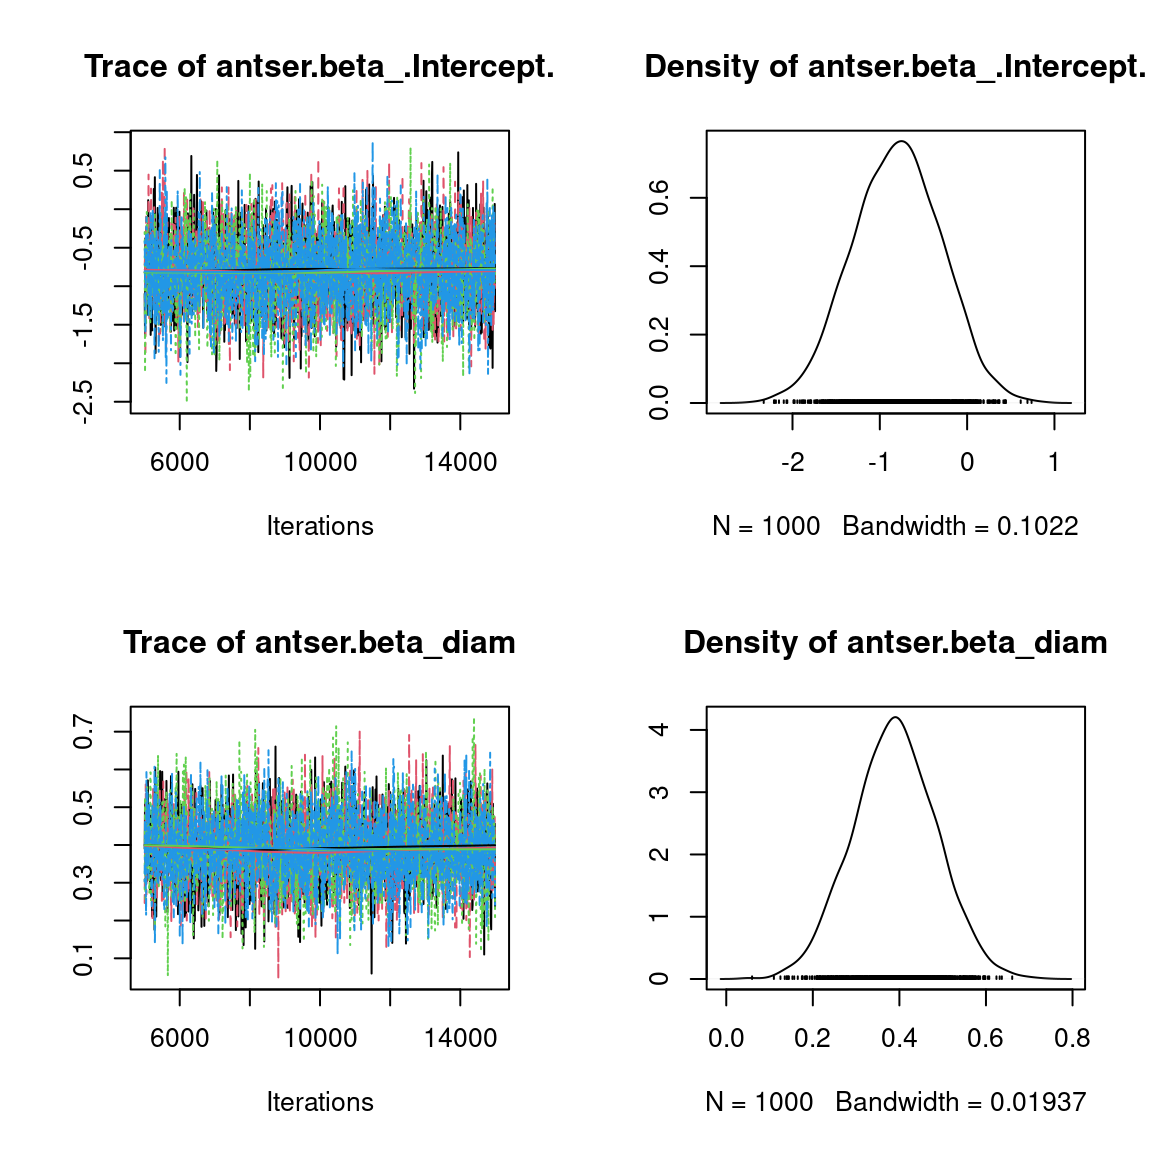 Trace of antser.beta_.Intercept.
0.5
-0.5
-1.5
-2.5
6000 10000 14000
Iterations
Density of antser.beta_.Intercept.
0.6
0.4
0.2
0.0
-2 -1 0 1
N = 1000 Bandwidth = 0.1022
Trace of antser.beta_diam
0.7
0.5
0.3
0.1
6000 10000 14000
Iterations
Density of antser.beta_diam
4
3
2
1
0
0.0 0.2 0.4 0.6 0.8
N = 1000 Bandwidth = 0.01937